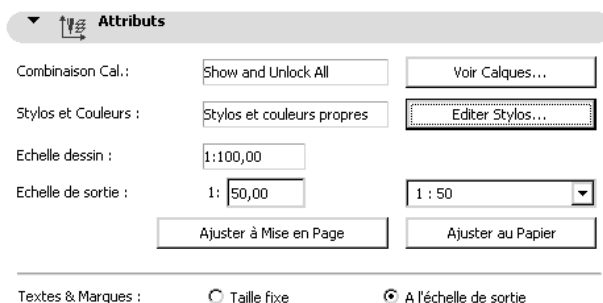 Attributs
Combinaison Cal.: Show and Unlock All Voir Calques...
Stylos et Couleurs : Stylos et couleurs propres Editer Stylos...
Echelle dessin : 1:100,00
Echelle de sortie : 1: 50,00 1 : 50
Ajuster à Mise en Page Ajuster au Papier
Textes & Marques : Taille fixe A l'échelle de sortie